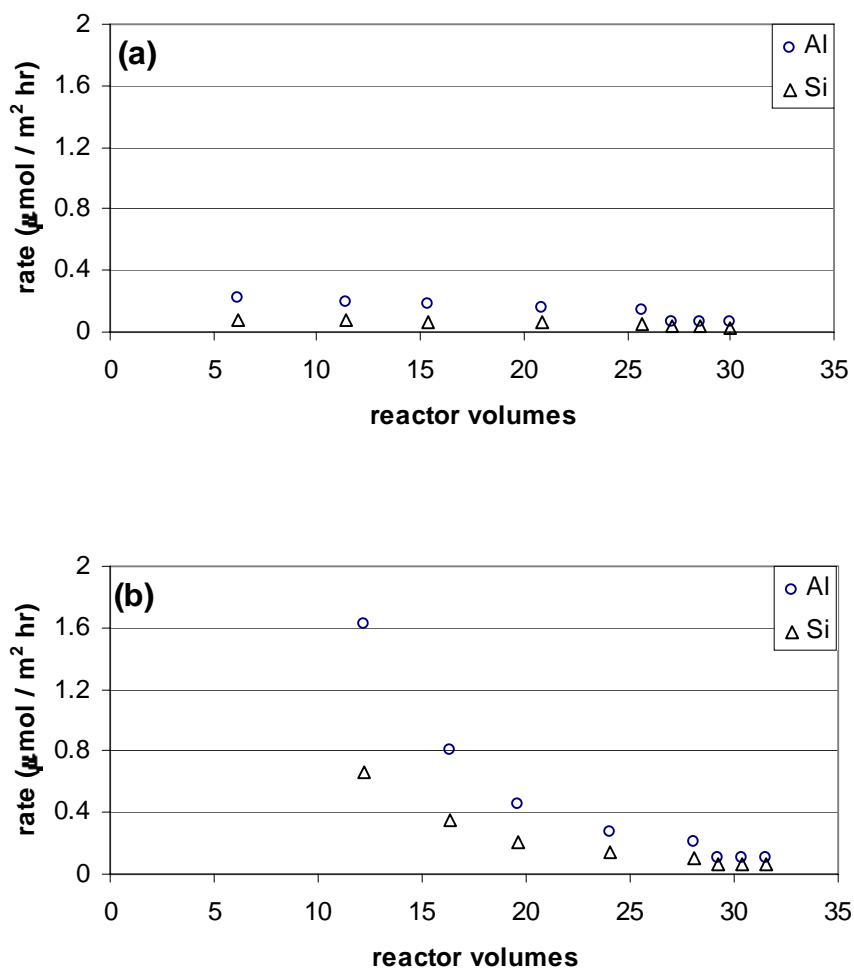 (a)
Al
Si
2
1.6
1.2
0.8
0.4
0
rate (μmol / m² hr)
0 5 10 15 20 25 30 35
reactor volumes
(b)
Al
Si
2
1.6
1.2
0.8
0.4
0
rate (μmol / m² hr)
0 5 10 15 20 25 30 35
reactor volumes